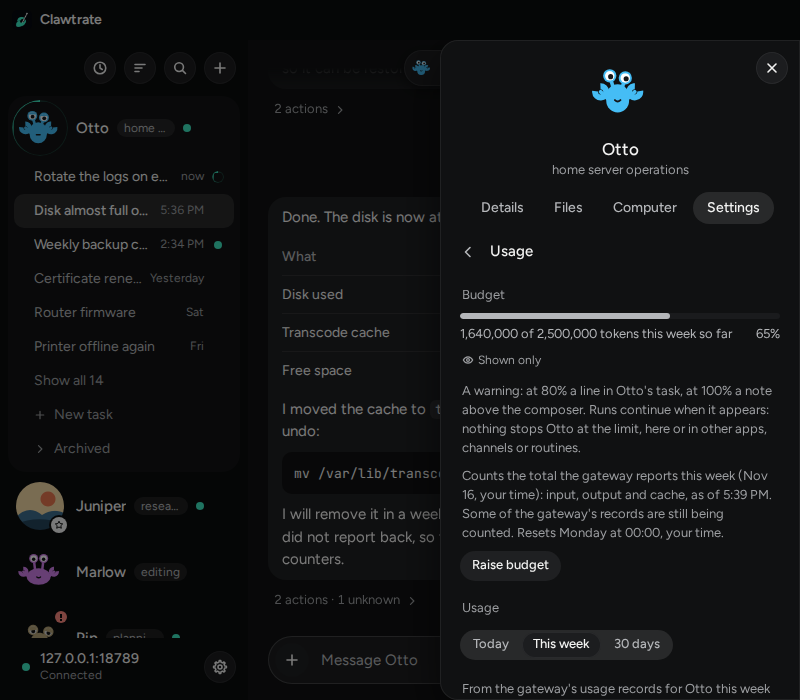 Clawtrate
Otto
home ...
Rotate the logs on e... now
Disk almost full o... 5:36 PM
Weekly backup c... 2:34 PM
Certificate rene... Yesterday
Router firmware Sat
Printer offline again Fri
Show all 14
New task
Archived
Juniper resea...
Marlow editing
Pip planni...
127.0.0.1:18789
Connected
2 actions
Done. The disk is now at
What
Disk used
Transcode cache
Free space
I moved the cache to
undo:
mv /var/lib/transc
I will remove it in a week
did not report back, so
counters.
2 actions · 1 unknown
Message Otto
Otto
home server operations
Details Files Computer Settings
Usage
Budget
1,640,000 of 2,500,000 tokens this week so far 65%
Shown only
A warning: at 80% a line in Otto's task, at 100% a note
above the composer. Runs continue when it appears:
nothing stops Otto at the limit, here or in other apps,
channels or routines.
Counts the total the gateway reports this week (Nov
16, your time): input, output and cache, as of 5:39 PM.
Some of the gateway's records are still being
counted. Resets Monday at 00:00, your time.
Raise budget
Usage
Today This week 30 days
From the gateway's usage records for Otto this week